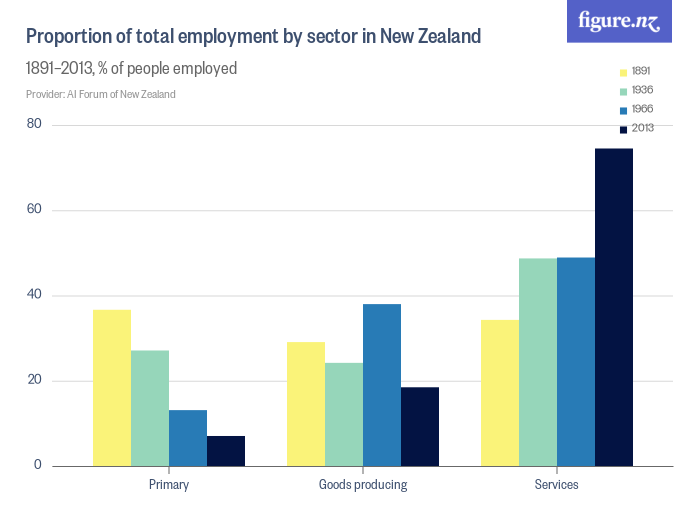 figure.nz
Proportion of total employment by sector in New Zealand
1891–2013, % of people employed
Provider: AI Forum of New Zealand
1891
1936
1966
2013
80
60
40
20
0
Primary
Goods producing
Services